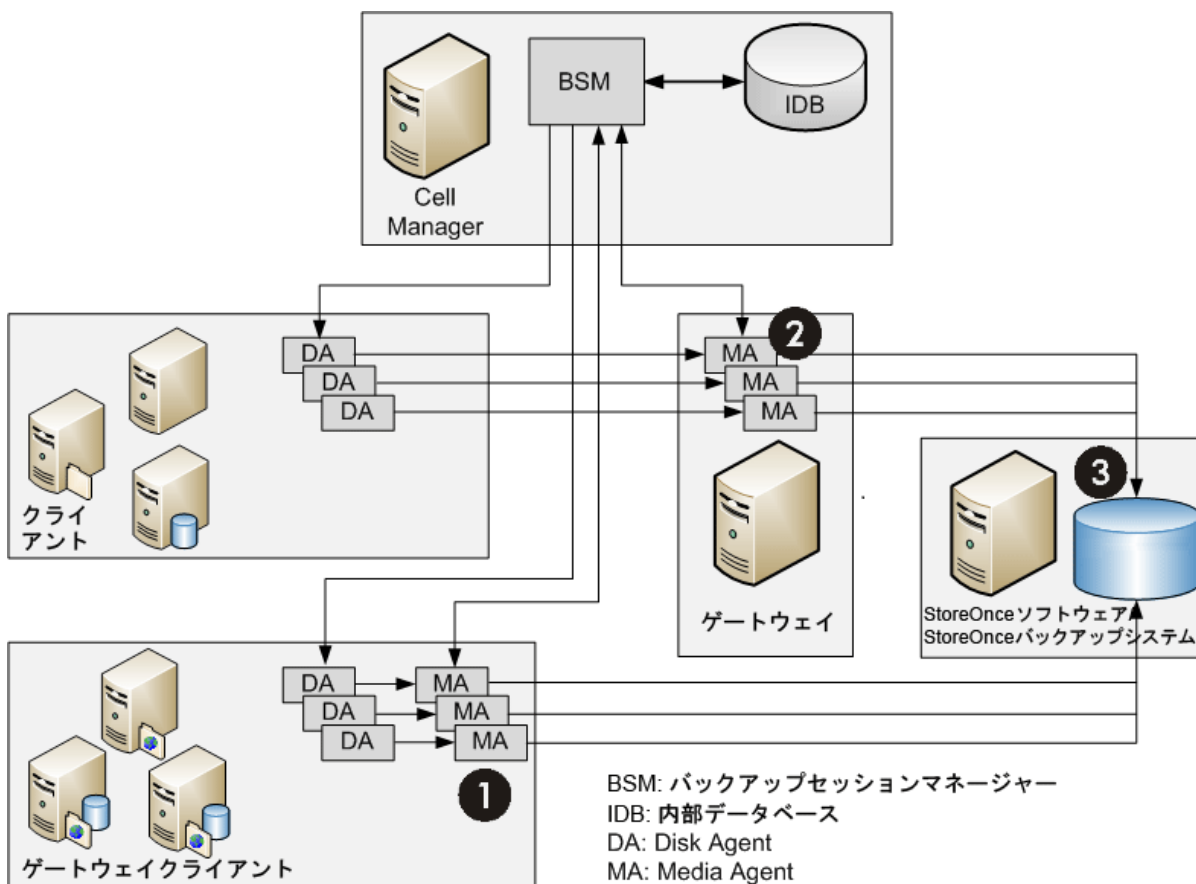 BSM
IDB
Cell
Manager
DA
DA
DA
クライ
アント
MA
2
MA
MA
ゲートウェイ
3
StoreOnceソフトウェア/
StoreOnceバックアップシステム
DA
DA
DA
MA
MA
MA
1
ゲートウェイクライアント
BSM: バックアップセッションマネージャー
IDB: 内部データベース
DA: Disk Agent
MA: Media Agent